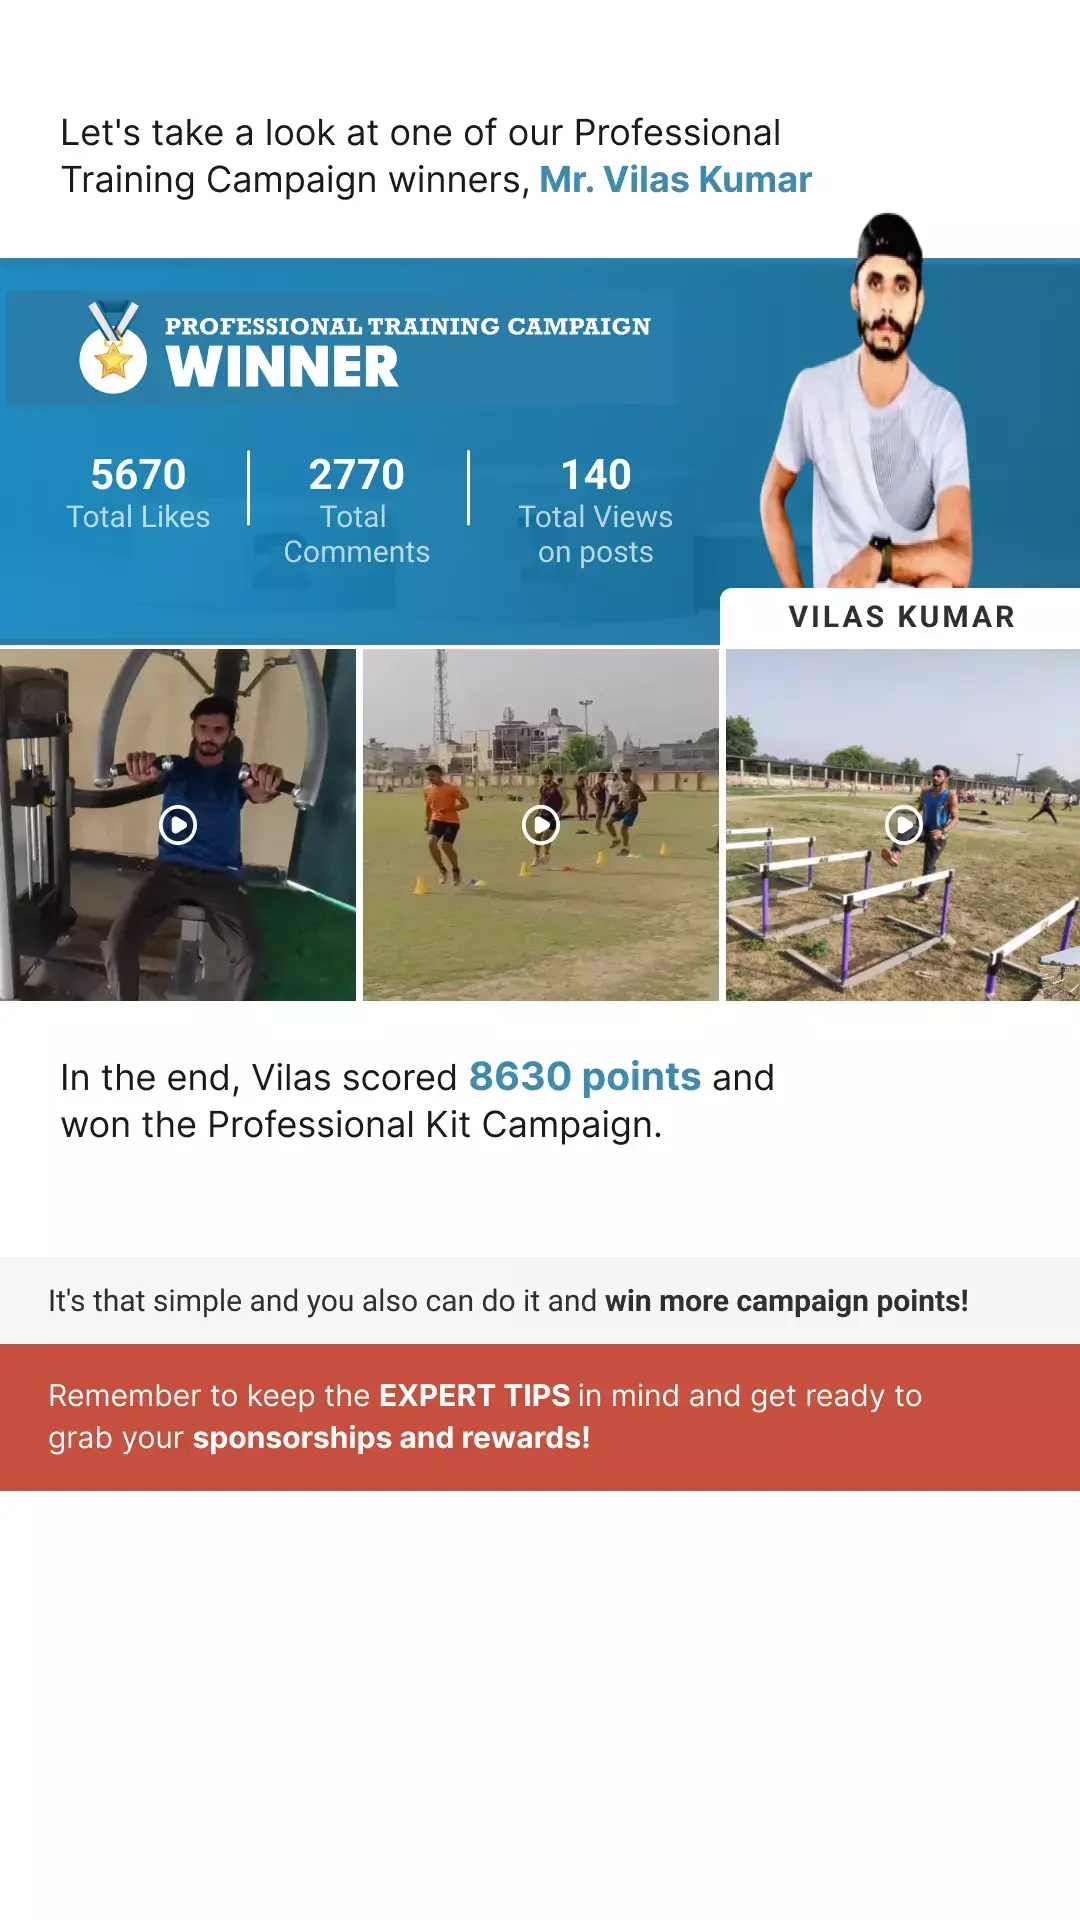 Let's take a look at one of our Professional
Training Campaign winners, Mr. Vilas Kumar
PROFESSIONAL TRAINING CAMPAIGN
WINNER
5670
Total Likes
2770
Total
Comments
140
Total Views
on posts
VILAS KUMAR
In the end, Vilas scored 8630 points and
won the Professional Kit Campaign.
It's that simple and you also can do it and win more campaign points!
Remember to keep the EXPERT TIPS in mind and get ready to
grab your sponsorships and rewards!